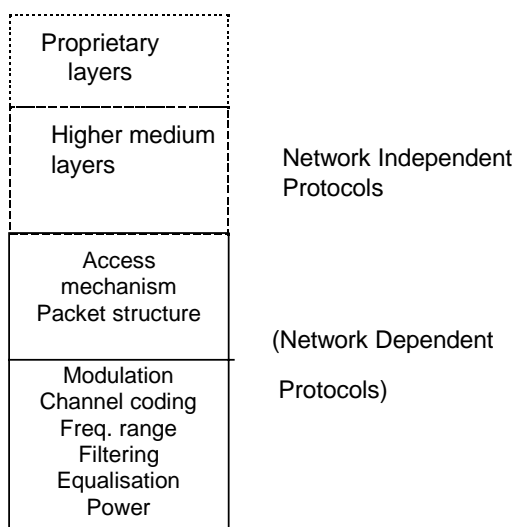 Proprietary
layers
Higher medium
layers
Network Independent
Protocols
Access
mechanism
Packet structure
(Network Dependent
Protocols)
Modulation
Channel coding
Freq. range
Filtering
Equalisation
Power